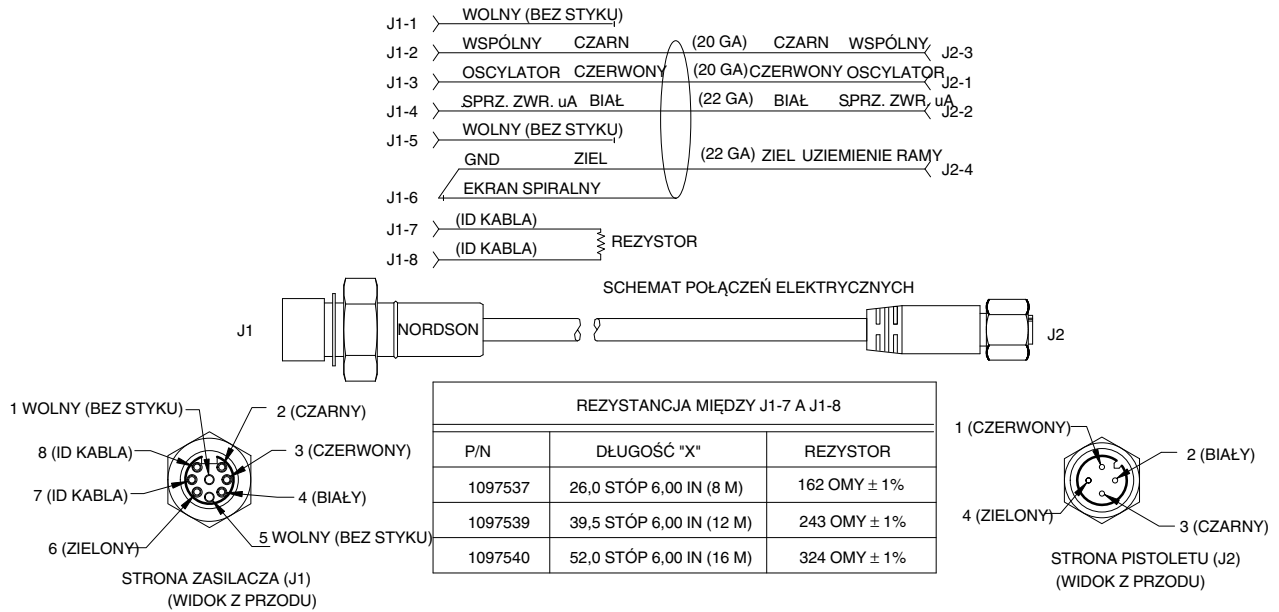 J1-1 WOLNY (BEZ STYKU)
J1-2 WSPÓLNY CZARN (20 GA) CZARN WSPÓLNY J2-3
J1-3 OSCYLATOR CZERWONY (20 GA) CZERWONY OSCYLATOR J2-1
J1-4 SPRZ. ZWR. uA BIAŁ (22 GA) BIAŁ SPRZ. ZWR. uA J2-2
J1-5 WOLNY (BEZ STYKU)
GND ZIEL (22 GA) ZIEL UZIEMIENIE RAMY J2-4
J1-6 EKRAN SPIRALNY
J1-7 (ID KABLA)
REZYSTOR
J1-8 (ID KABLA)
SCHEMAT POŁĄCZEŃ ELEKTRYCZNYCH
J1 NORDSON J2
1 WOLNY (BEZ STYKU)
2 (CZARNY)
8 (ID KABLA)
3 (CZERWONY)
7 (ID KABLA)
4 (BIAŁY)
6 (ZIELONY)
5 WOLNY (BEZ STYKU)
STRONA ZASILACZA (J1)
(WIDOK Z PRZODU)
REZYSTANCJA MIĘDZY J1-7 A J1-8
P/N DŁUGOŚĆ "X" REZYSTOR
1097537 26,0 STÓP 6,00 IN (8 M) 162 OMY ± 1%
1097539 39,5 STÓP 6,00 IN (12 M) 243 OMY ± 1%
1097540 52,0 STÓP 6,00 IN (16 M) 324 OMY ± 1%
1 (CZERWONY)
2 (BIAŁY)
4 (ZIELONY)
3 (CZARNY)
STRONA PISTOLETU (J2)
(WIDOK Z PRZODU)